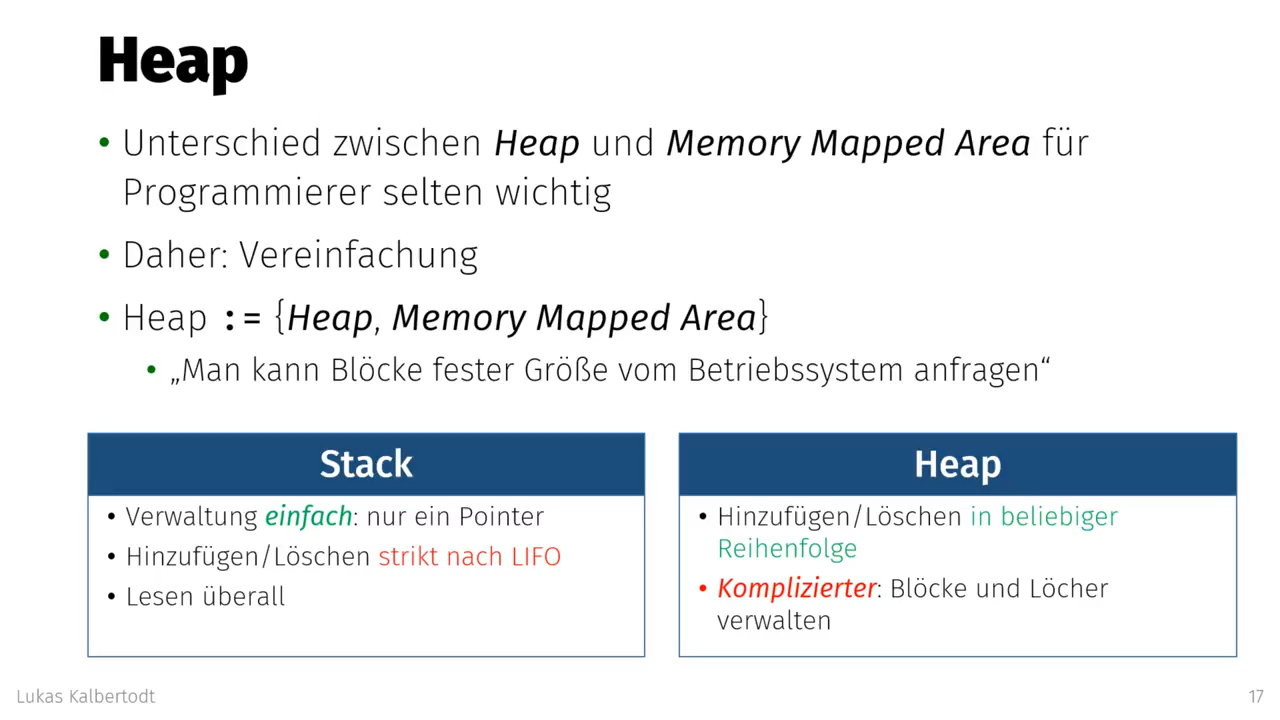 Heap
• Unterschied zwischen Heap und Memory Mapped Area für
Programmierer selten wichtig
• Daher: Vereinfachung
• Heap := {Heap, Memory Mapped Area}
• „Man kann Blöcke fester Größe vom Betriebssystem anfragen“
Stack
• Verwaltung einfach: nur ein Pointer
• Hinzufügen/Löschen strikt nach LIFO
• Lesen überall
Heap
• Hinzufügen/Löschen in beliebiger
Reihenfolge
• Komplizierter: Blöcke und Löcher
verwalten
Lukas Kalbertodt
17